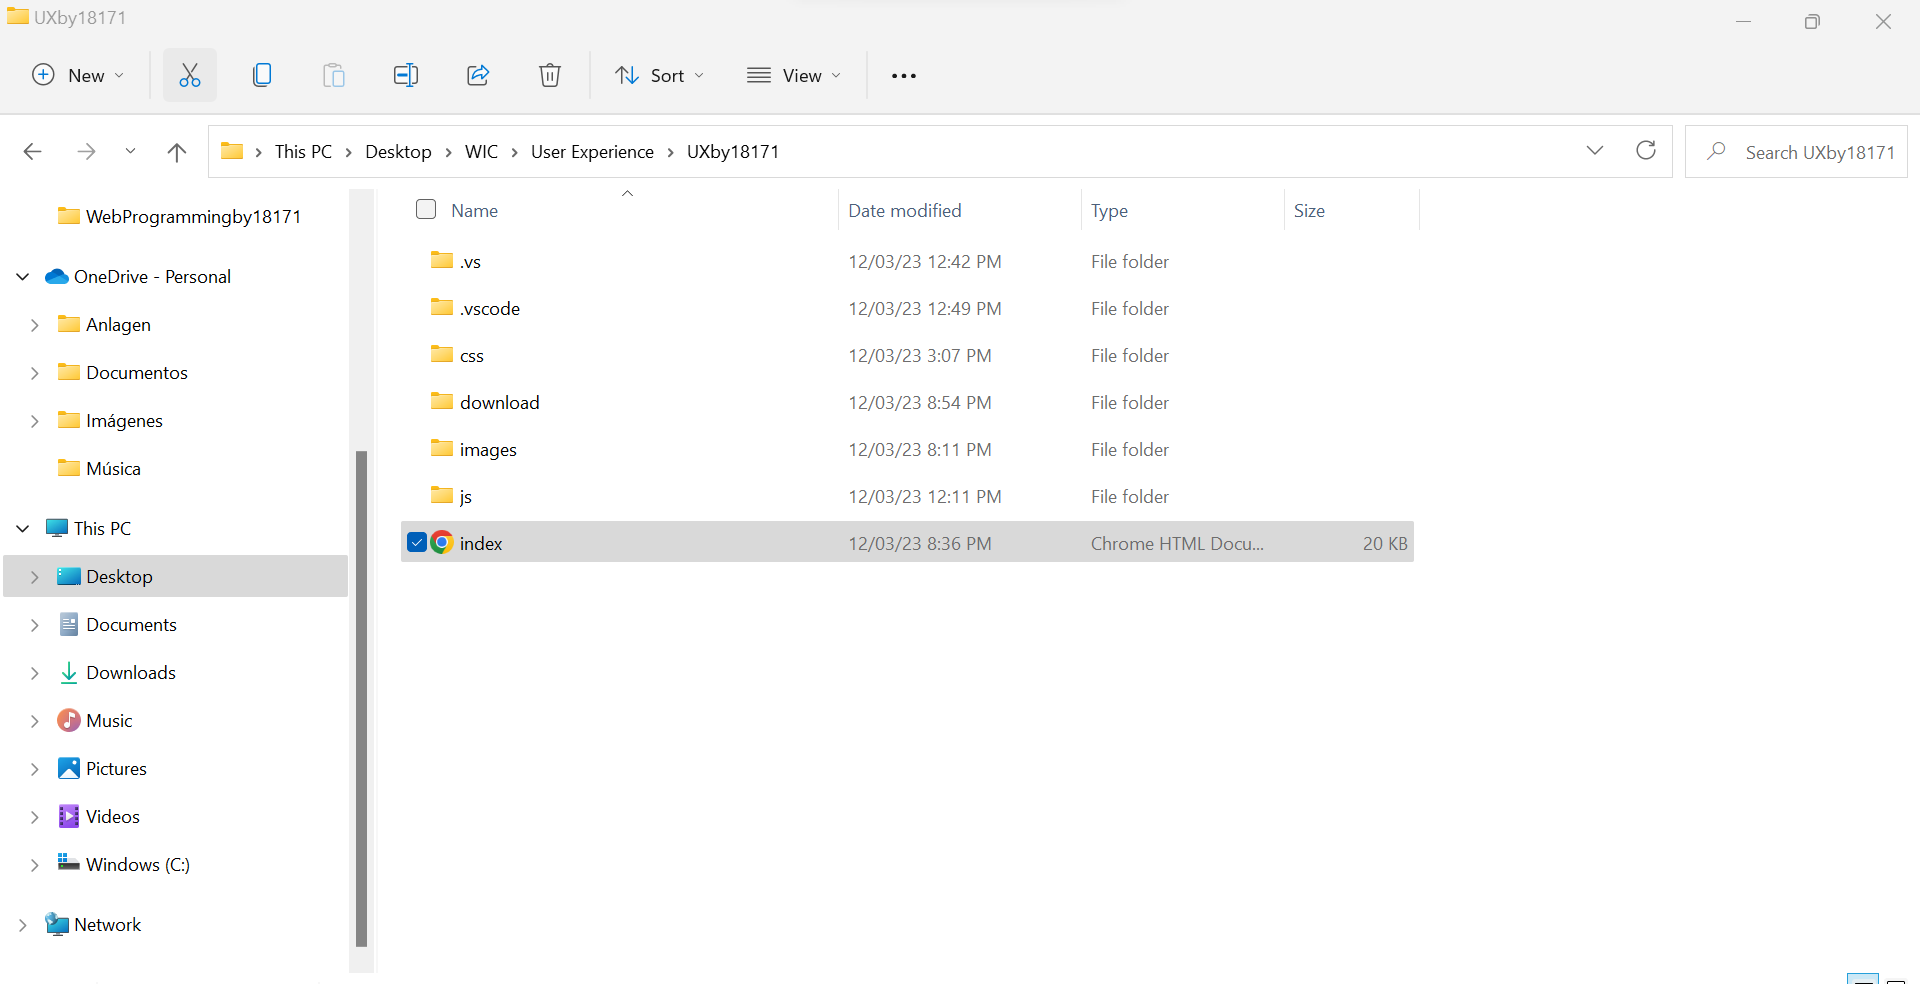 UXby18171
New Sort View
This PC Desktop WIC User Experience UXby18171 Search UXby18171
WebProgrammingby18171
OneDrive - Personal
Anlagen
Documentos
Imágenes
Música
This PC
Desktop
Documents
Downloads
Music
Pictures
Videos
Windows (C:)
Network
Name Date modified Type Size
.vs 12/03/23 12:42 PM File folder
.vscode 12/03/23 12:49 PM File folder
css 12/03/23 3:07 PM File folder
download 12/03/23 8:54 PM File folder
images 12/03/23 8:11 PM File folder
js 12/03/23 12:11 PM File folder
index 12/03/23 8:36 PM Chrome HTML Docu... 20 KB